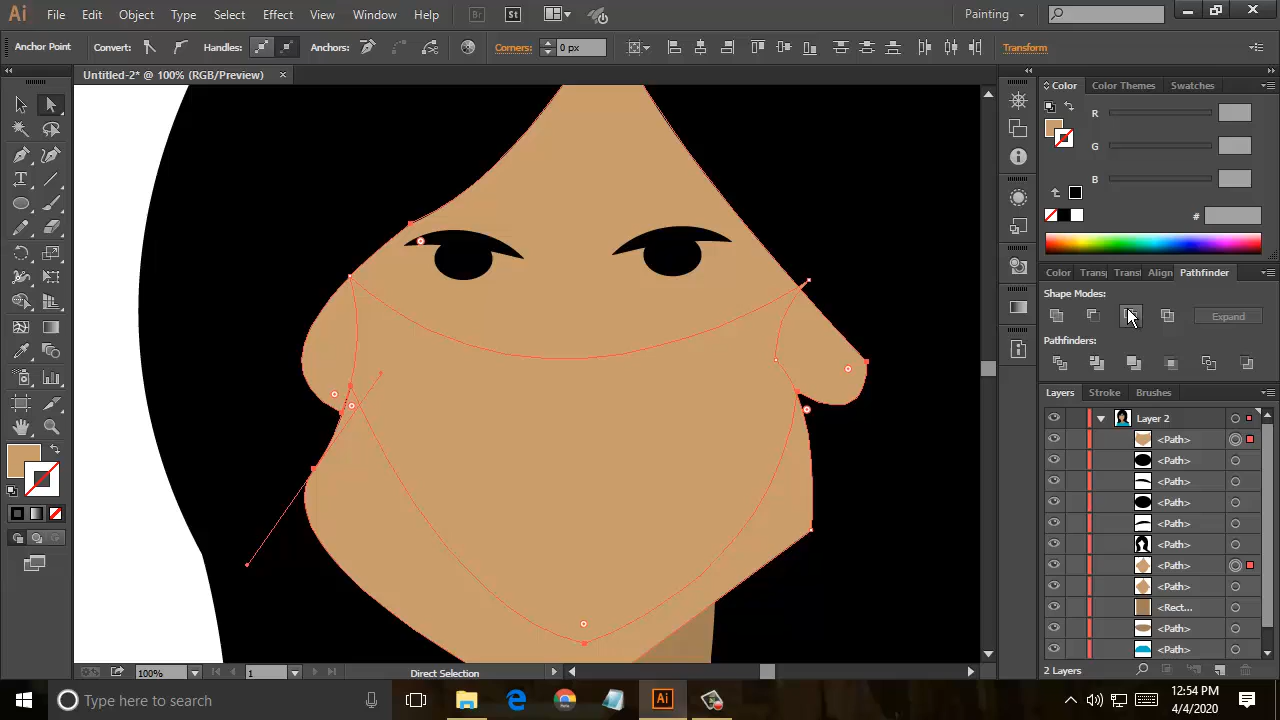 Ai File Edit Object Type Select Effect View Window Help Br St Painting
Anchor Point Convert: Handles: Anchors: Corners: 0 px Transform
Untitled-2* @ 100% (RGB/Preview)
Color Color Themes Swatches
R
G
B
#
Color Trans Trans Align Pathfinder
Shape Modes:
Expand
Pathfinders:
Layers Stroke Brushes
Layer 2
<Path>
<Path>
<Path>
<Path>
<Path>
<Path>
<Path>
<Path>
<Rect...
<Path>
<Path>
2 Layers
100% 1 Direct Selection
Type here to search
Ai
12:54 PM
4/4/2020